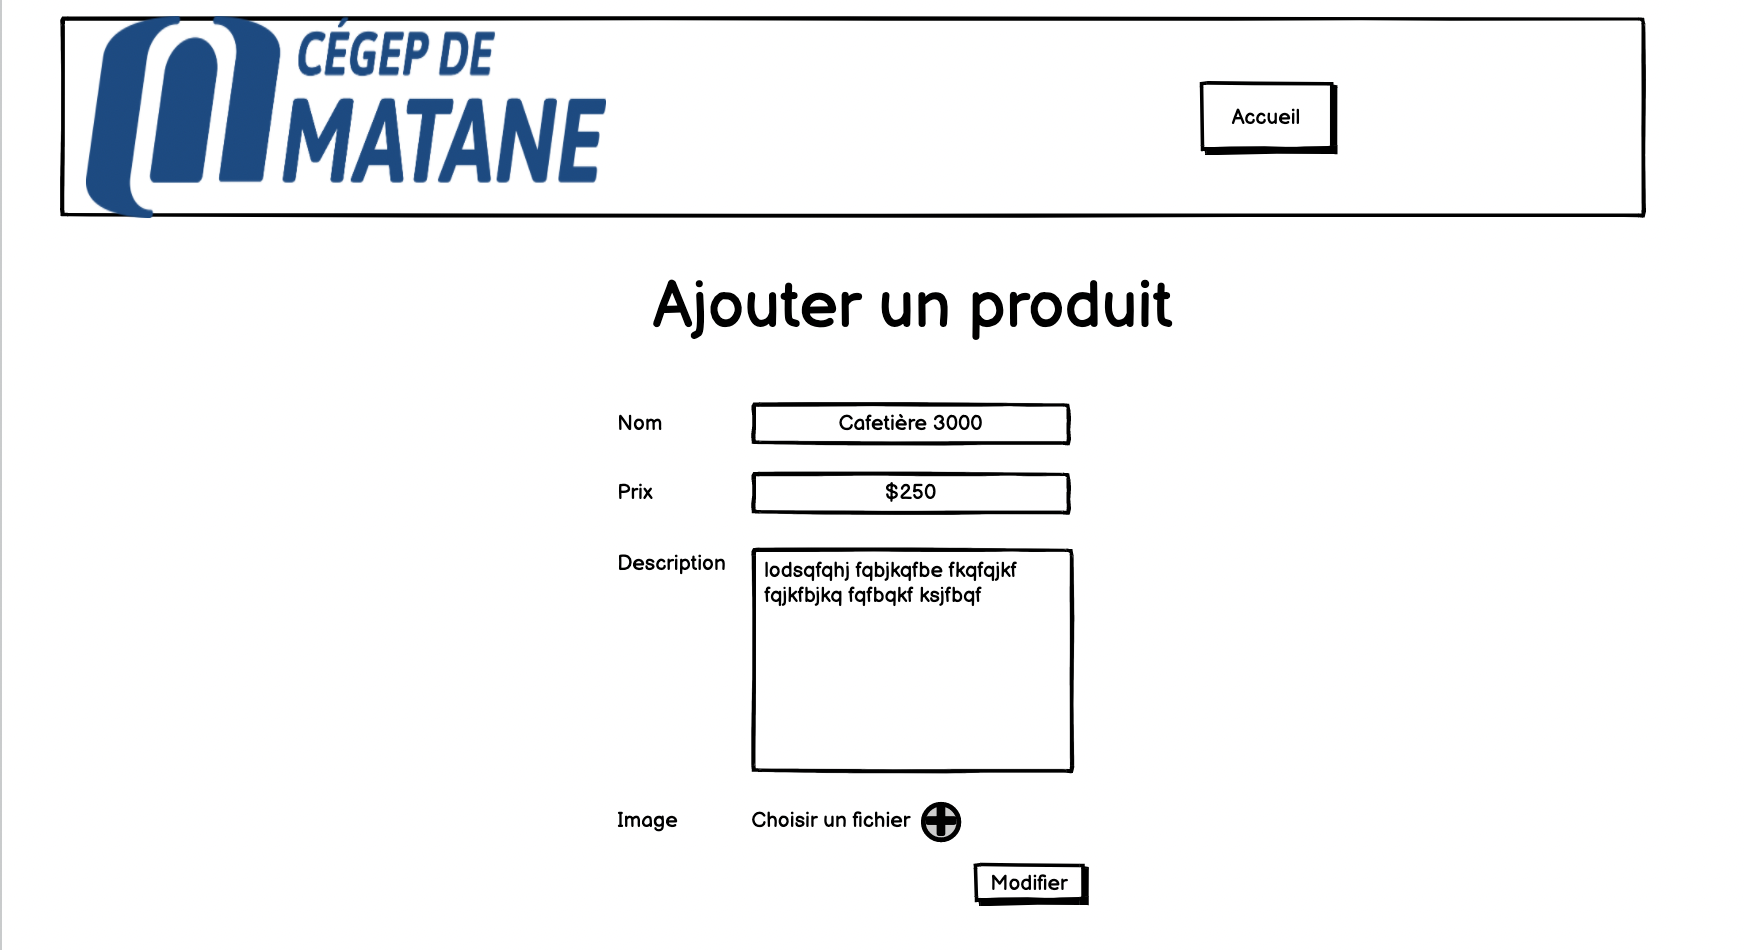 CÉGEP DE
MATANE
Accueil
Ajouter un produit
Nom
Cafetière 3000
Prix
$250
Description
lodsqfqhj fqbjkqfbe fkqfqjkf
fqjkfbjkq fqfbqkf ksjfbqf
Image
Choisir un fichier
Modifier